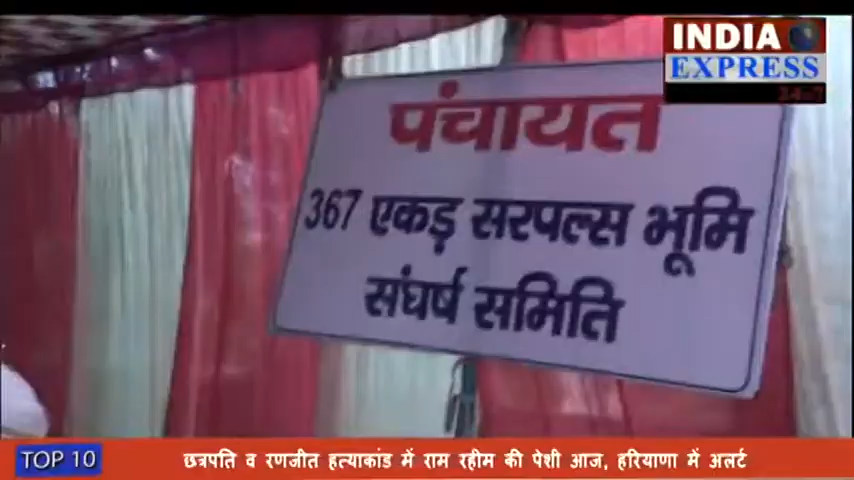 INDIA
EXPRESS
24x7
पंचायत
367 एकड़ सरपल्स भूमि
संघर्ष समिति
TOP 10
छत्रपति व रणजीत हत्याकांड में राम रहीम की पेशी आज, हरियाणा में अलर्ट